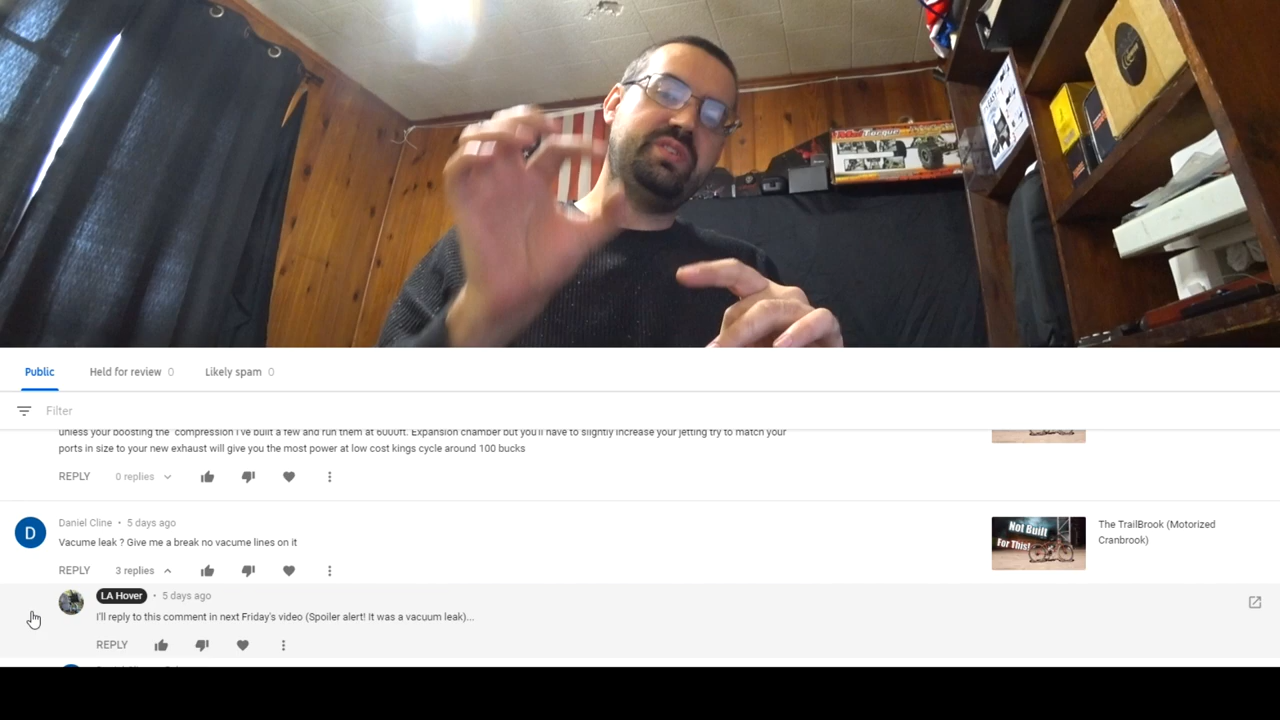 Torque
Public
Held for review 0
Likely spam 0
Filter
unless your boosting the compression i've built a few and run them at 6000ft. Expansion chamber but you'll have to slightly increase your jetting try to match your
ports in size to your new exhaust will give you the most power at low cost kings cycle around 100 bucks
REPLY 0 replies
Daniel Cline • 5 days ago
Vacume leak ? Give me a break no vacume lines on it
REPLY 3 replies
Not Built
For This!
The TrailBrook (Motorized
Cranbrook)
D
LA Hover • 5 days ago
I'll reply to this comment in next Friday's video (Spoiler alert! It was a vacuum leak)...
REPLY